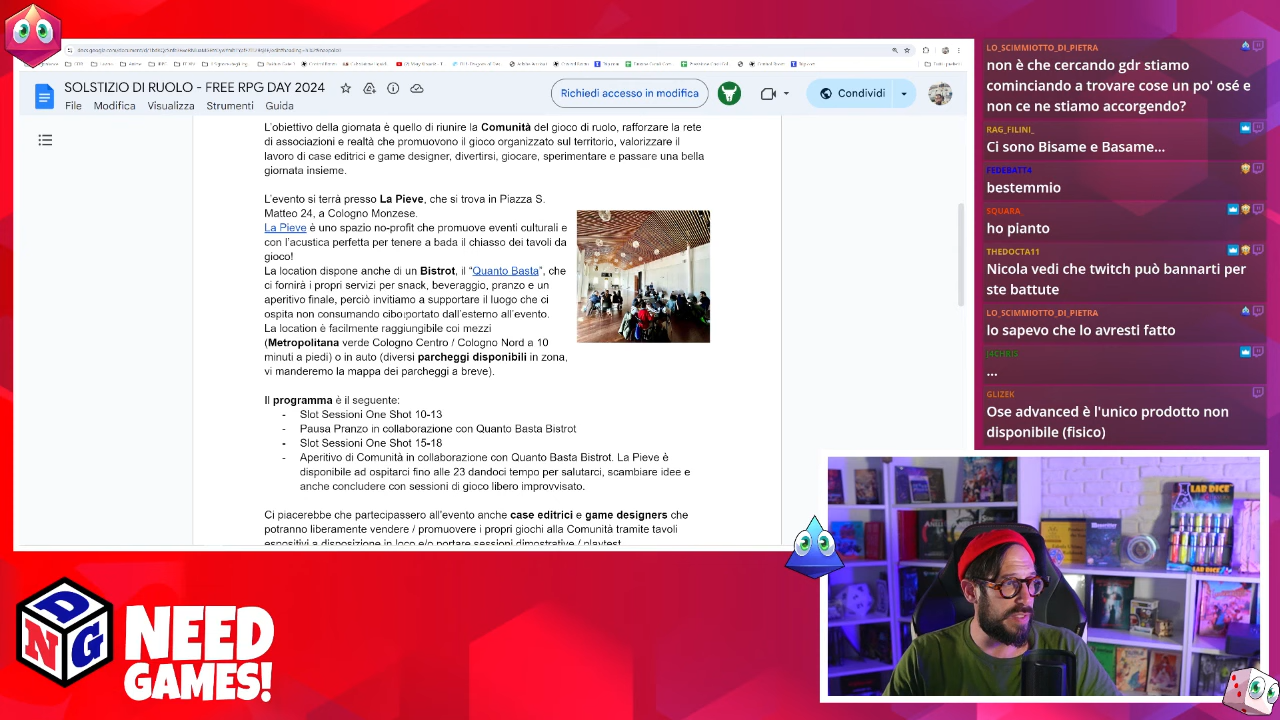 SOLSTIZIO DI RUOLO - FREE RPG DAY 2024
File Modifica Visualizza Strumenti Guida
Richiedi accesso in modifica
Condividi
L'obiettivo della giornata è quello di riunire la Comunità del gioco di ruolo, rafforzare la rete
di associazioni e realtà che promuovono il gioco organizzato sul territorio, valorizzare il
lavoro di case editrici e game designer, divertirsi, giocare, sperimentare e passare una bella
giornata insieme.
L'evento si terrà presso La Pieve, che si trova in Piazza S.
Matteo 24, a Cologno Monzese.
La Pieve è uno spazio no-profit che promuove eventi culturali e
con l'acustica perfetta per tenere a bada il chiasso dei tavoli da
gioco!
La location dispone anche di un Bistrot, il "Quanto Basta", che
ci fornirà i propri servizi per snack, beveraggio, pranzo e un
aperitivo finale, perciò invitiamo a supportare il luogo che ci
ospita non consumando cibo portato dall'esterno all'evento.
La location è facilmente raggiungibile coi mezzi
(Metropolitana verde Cologno Centro / Cologno Nord a 10
minuti a piedi) o in auto (diversi parcheggi disponibili in zona,
vi manderemo la mappa dei parcheggi a breve).
Il programma è il seguente:
- Slot Sessioni One Shot 10-13
- Pausa Pranzo in collaborazione con Quanto Basta Bistrot
- Slot Sessioni One Shot 15-18
- Aperitivo di Comunità in collaborazione con Quanto Basta Bistrot. La Pieve è
disponibile ad ospitarci fino alle 23 dandoci tempo per salutarci, scambiare idee e
anche concludere con sessioni di gioco libero improvvisato.
Ci piacerebbe che partecipassero all'evento anche case editrici e game designers che
potranno liberamente vendere / promuovere i propri giochi alla Comunità tramite tavoli
espositivi a disposizione in loco e/o portare sessioni dimostrative / playtest.
LO_SCIMMIOTTO_DI_PIETRA
non è che cercando gdr stiamo
cominciando a trovare cosa un po' osé e
non ce ne stiamo accorgendo?
RAG_FILINI_
Ci sono Bisame e Basame...
FEDEBATT4
bestemmio
SQUARA_
ho pianto
THEDOCTA11
Nicola vedi che twitch può bannarti per
ste battute
LO_SCIMMIOTTO_DI_PIETRA
lo sapevo che lo avresti fatto
J4CHRIS
...
GLIZEK
Ose advanced è l'unico prodotto non
disponibile (fisico)
D
N G
NEED
GAMES!
LAB DICE